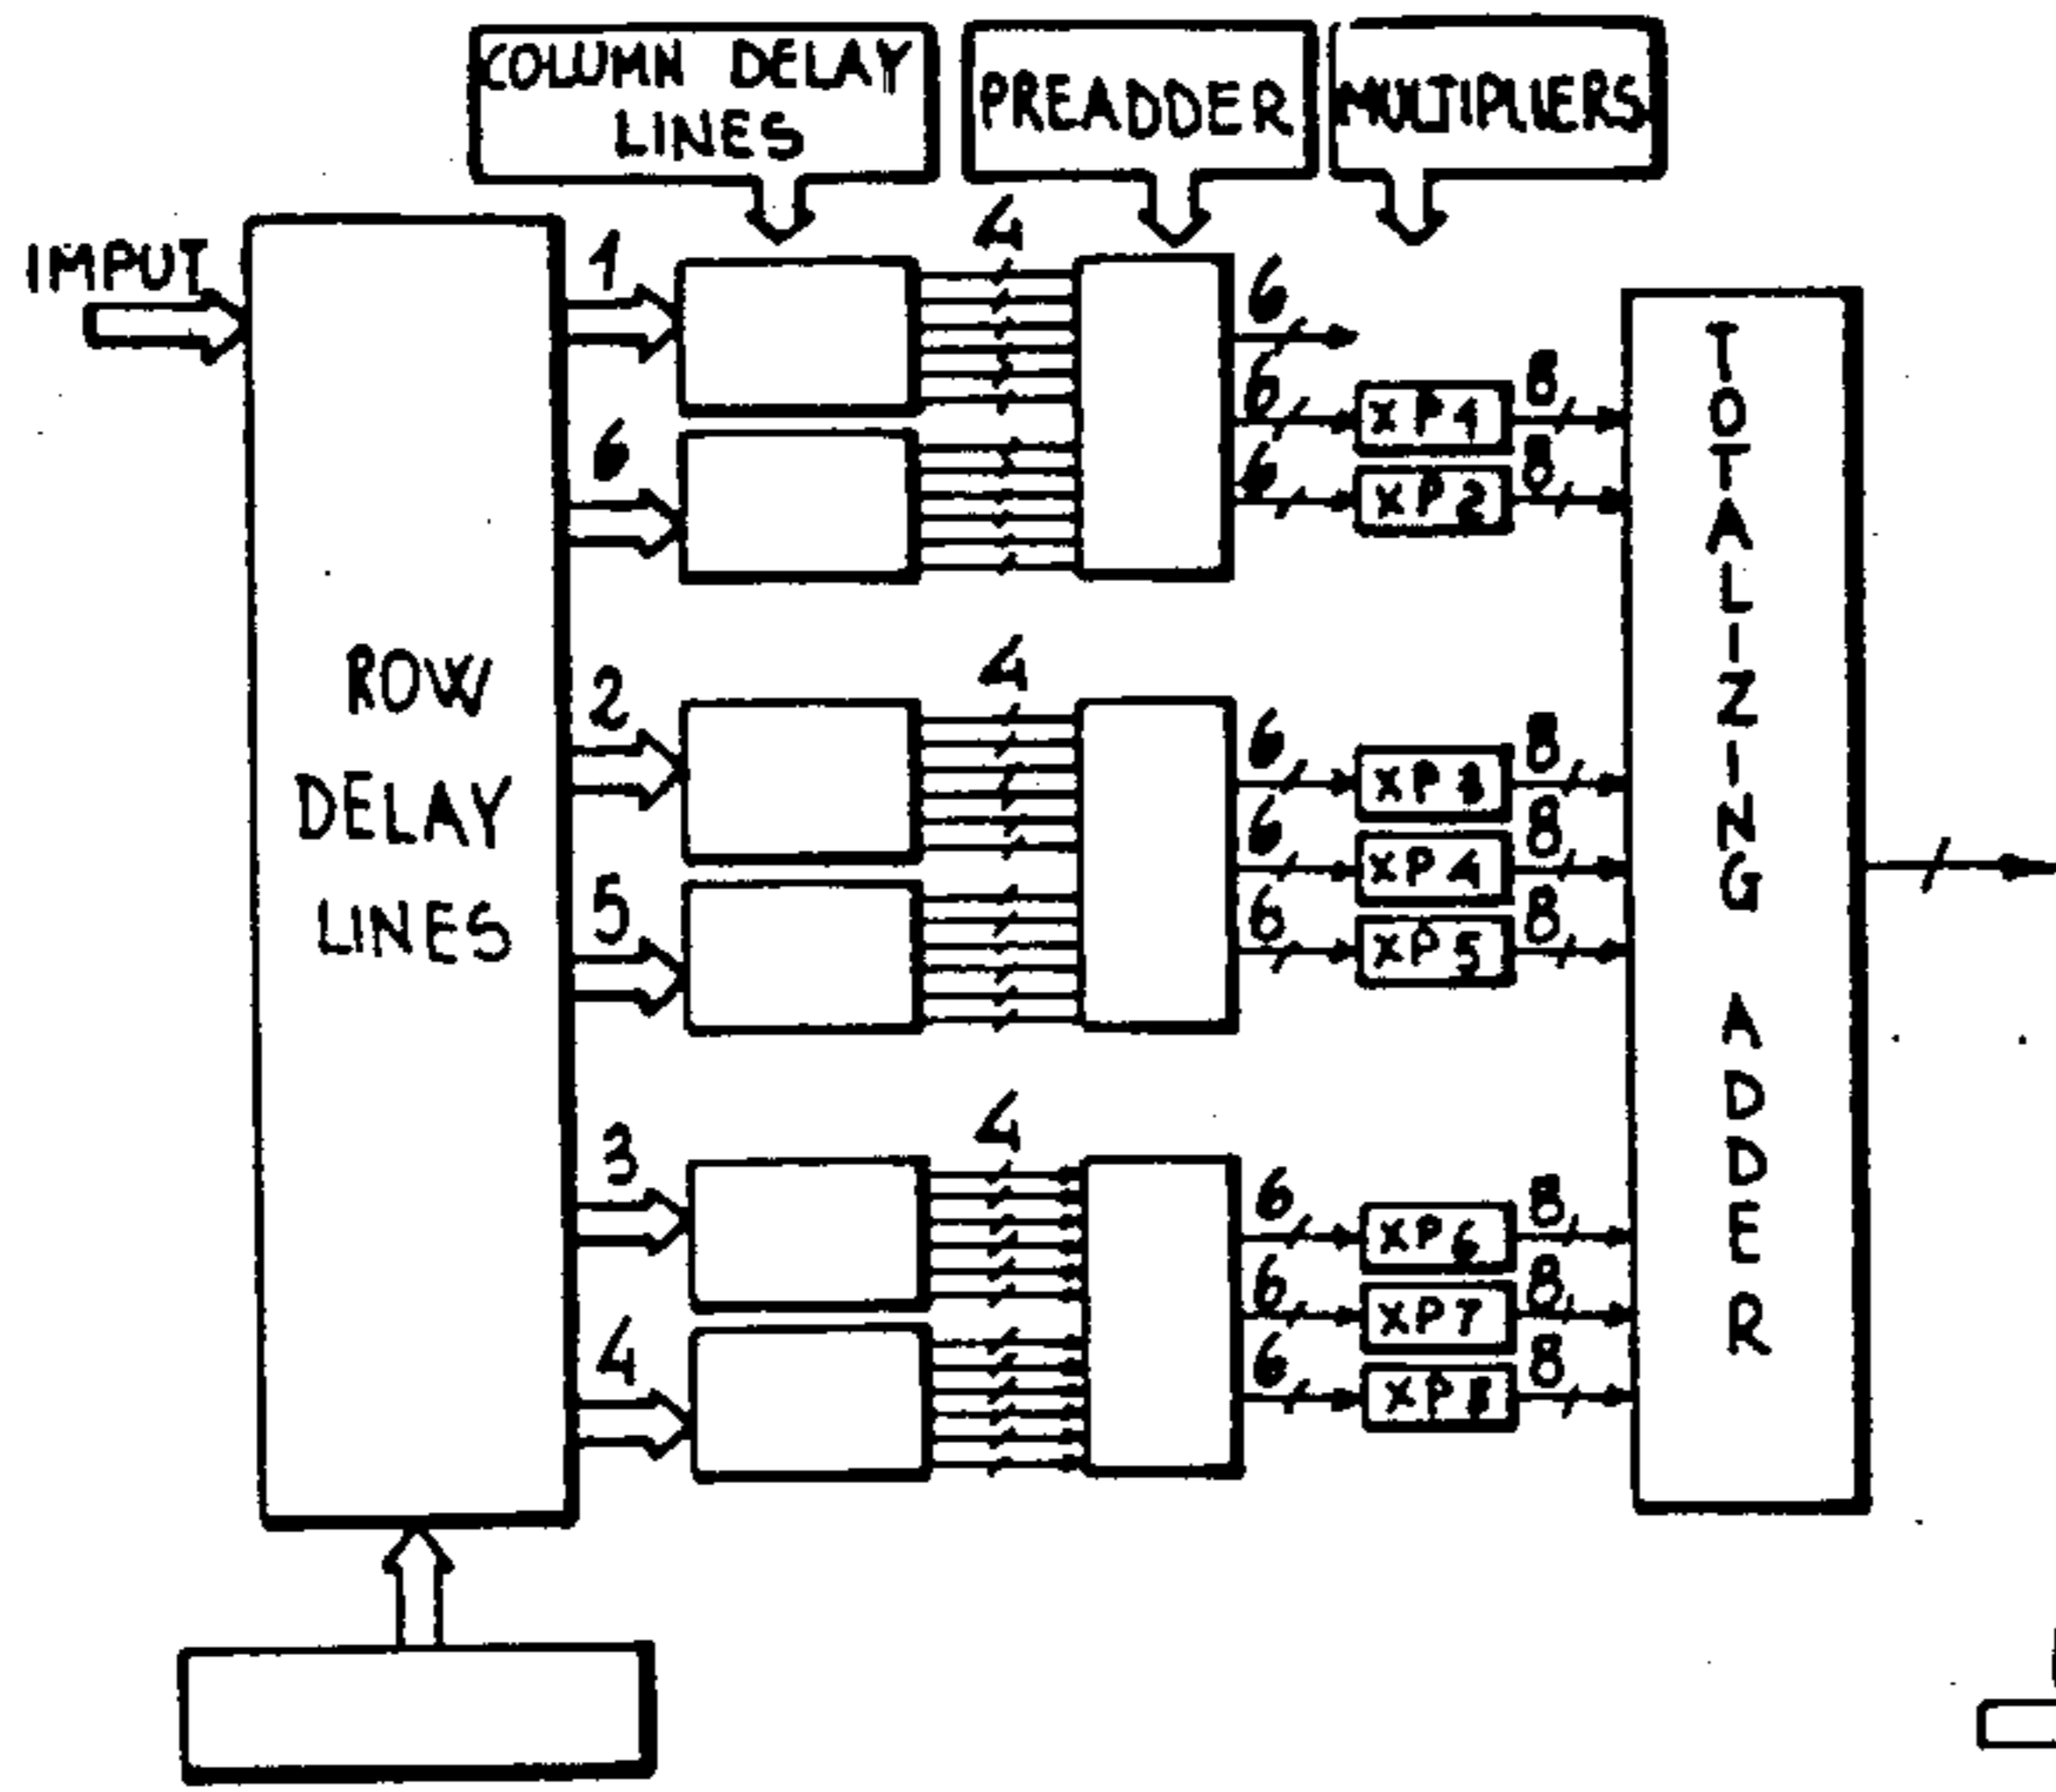 COLUMN DELAY
LINES
PREADDER
MULTIPLIERS
IMPUT
ROW
DELAY
LINES
1
6
2
5
3
4
4
4
4
6
6
6
6
6
6
6
6
6
XP1
XP2
XP3
XP4
XP5
XP6
XP7
XP8
8
8
8
8
8
8
8
8
TOTALIZING ADDER